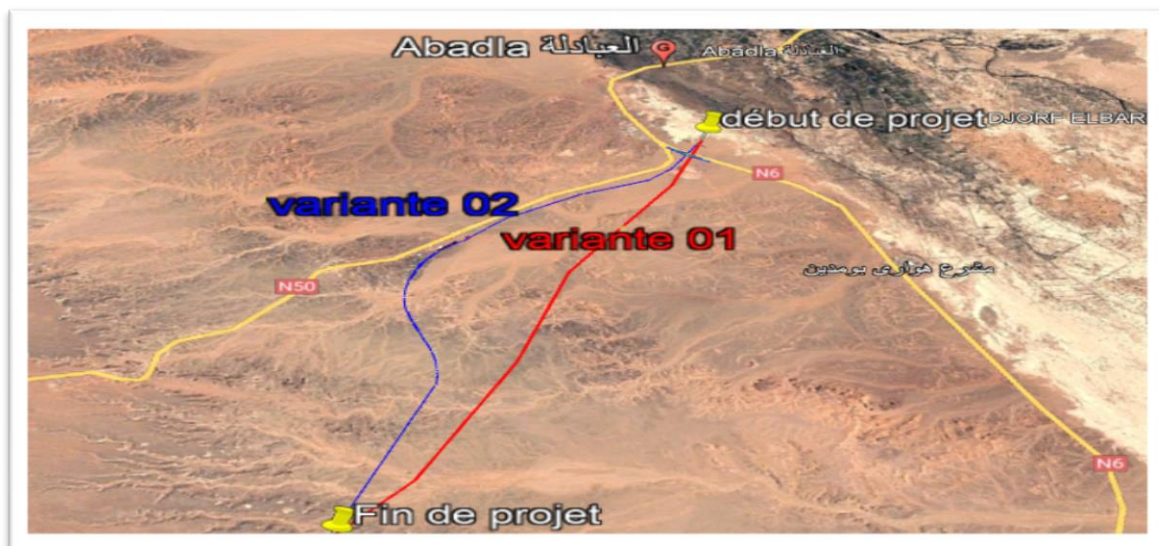 Abadla العبادلة
Abadla العبادلة
début de projet
DJORF ELBAR
N6
variante 02
variante 01
مشرع هواري بومدين
N50
N6
Fin de projet